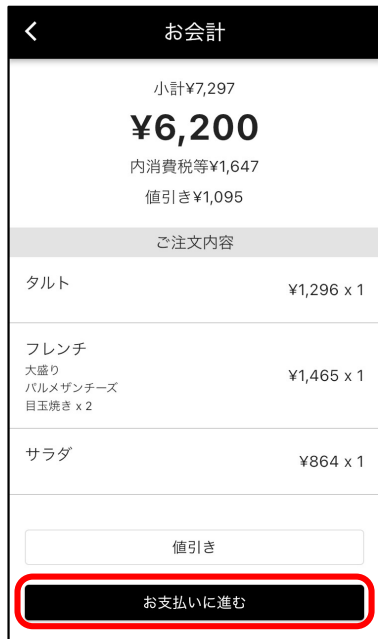 お会計
小計¥7,297
¥6,200
内消費税等¥1,647
値引き¥1,095
ご注文内容
タルト
¥1,296 x 1
フレンチ
大盛り
パルメザンチーズ
目玉焼き x 2
¥1,465 x 1
サラダ
¥864 x 1
値引き
お支払いに進む